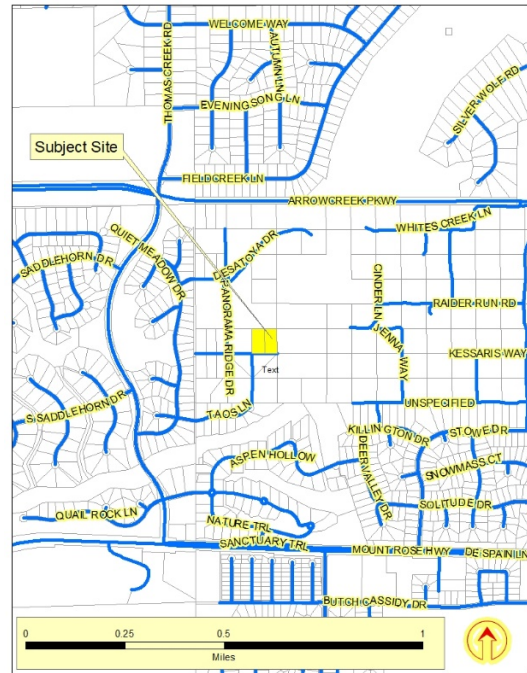 WELCOME WAY
THOMAS CREEK RD
AUTUMN LN
EVENING SONG LN
SILVER WOLF RD
Subject Site
FIELDCREEK LN
ARROWCREEK PKWY
WHITES CREEK LN
QUIET MEADOW DR
DESATOYA DR
SADDLEHORN DR
PANORAMA RIDGE DR
CINDER LN
RAIDER RUN RD
JENNA WAY
KESSARIS WAY
Text
S SADDLEHORN DR
TAOS LN
UNSPECIFIED
KILLINGTON DR
STOWE DR
ASPEN HOLLOW
DEER VALLEY DR
SNOWMASS CT
SOLITUDE DR
QUAIL ROCK LN
NATURE TRL
SANCTUARY TRL
MOUNT ROSE HWY
DE SPAIN LN
BUTCH CASSIDY DR
0 0.25 0.5 1
Miles